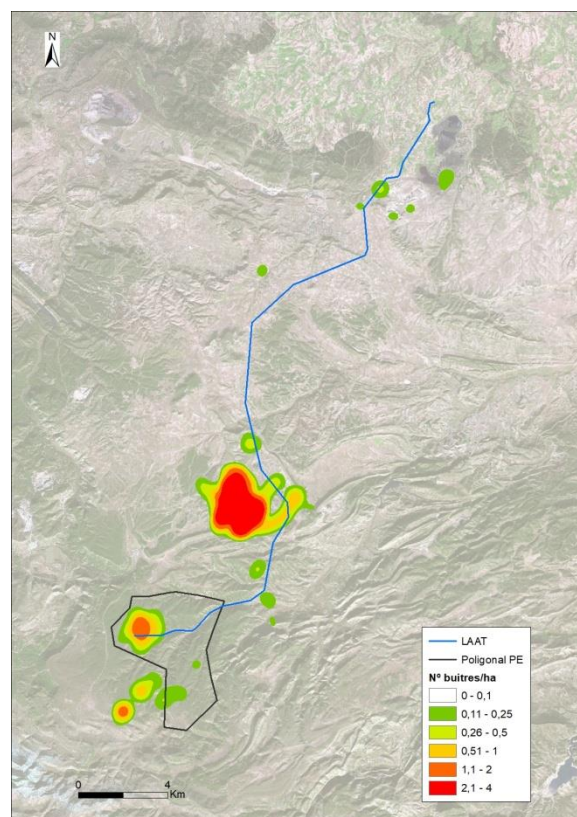 N
LAAT
Poligonal PE
Nº buitres/ha
0 - 0,1
0,11 - 0,25
0,26 - 0,5
0,51 - 1
1,1 - 2
2,1 - 4
0 4
Km